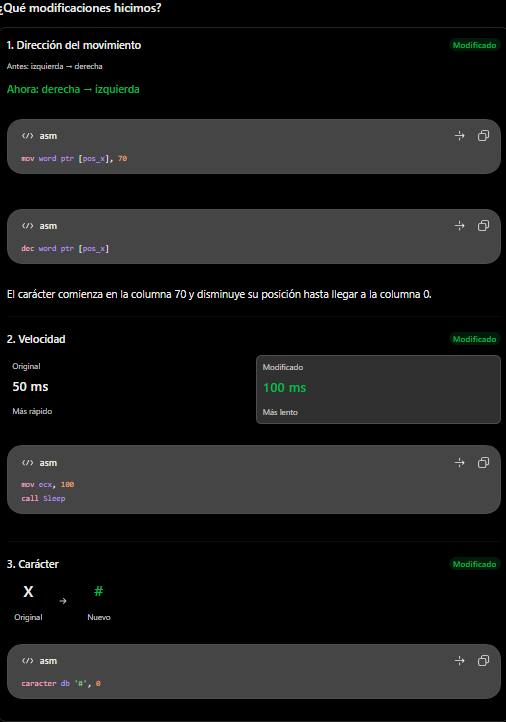 ¿Qué modificaciones hicimos?
1. Dirección del movimiento
Modificado
Antes: izquierda → derecha
Ahora: derecha → izquierda
</> asm
mov word ptr [pos_x], 70
</> asm
dec word ptr [pos_x]
El carácter comienza en la columna 70 y disminuye su posición hasta llegar a la columna 0.
2. Velocidad
Modificado
Original
50 ms
Más rápido
Modificado
100 ms
Más lento
</> asm
mov ecx, 100
call Sleep
3. Carácter
Modificado
X → #
Original
Nuevo
</> asm
caracter db '#', 0